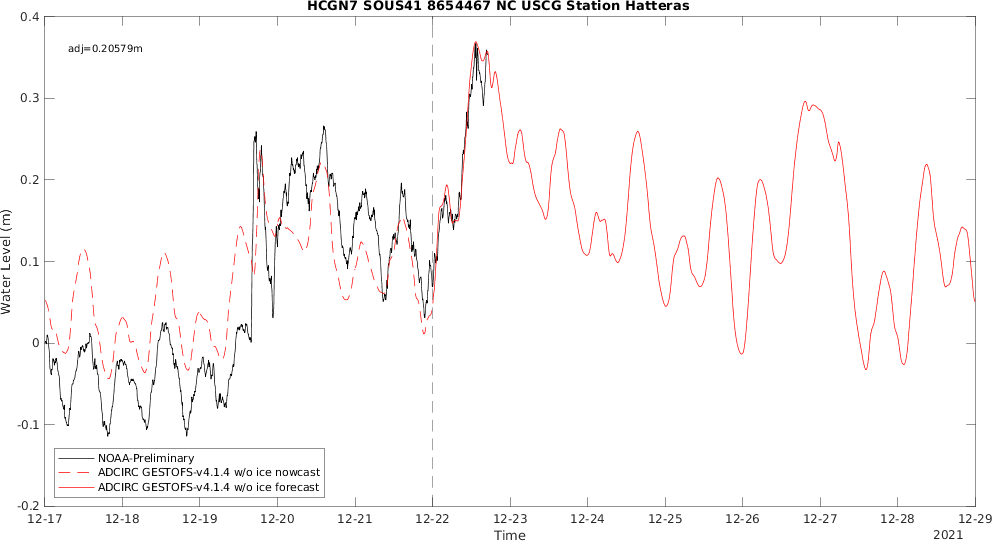 HCGN7 SOUS41 8654467 NC USCG Station Hatteras
0.4
adj=0.20579m
0.3
0.2
0.1
0
-0.1
-0.2
Water Level (m)
NOAA-Preliminary
ADCIRC GESTOFS-v4.1.4 w/o ice nowcast
ADCIRC GESTOFS-v4.1.4 w/o ice forecast
12-17 12-18 12-19 12-20 12-21 12-22 12-23 12-24 12-25 12-26 12-27 12-28 12-29
Time
2021